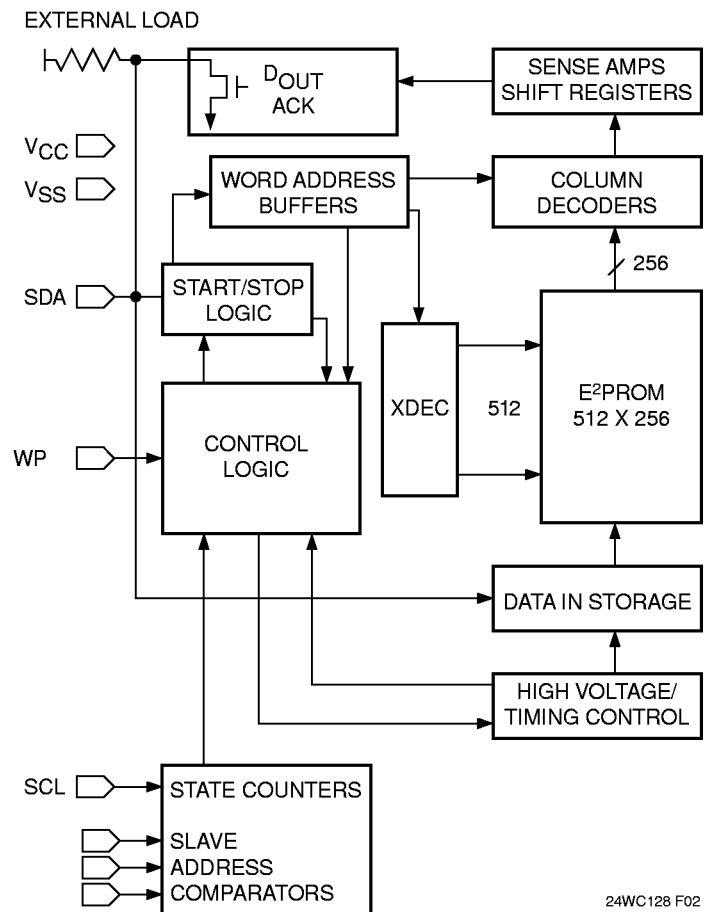 EXTERNAL LOAD
DOUT
ACK
SENSE AMPS
SHIFT REGISTERS
VCC
VSS
WORD ADDRESS
BUFFERS
COLUMN
DECODERS
256
SDA
START/STOP
LOGIC
XDEC
512
E²PROM
512 X 256
WP
CONTROL
LOGIC
DATA IN STORAGE
HIGH VOLTAGE/
TIMING CONTROL
SCL
STATE COUNTERS
SLAVE
ADDRESS
COMPARATORS
24WC128 F02